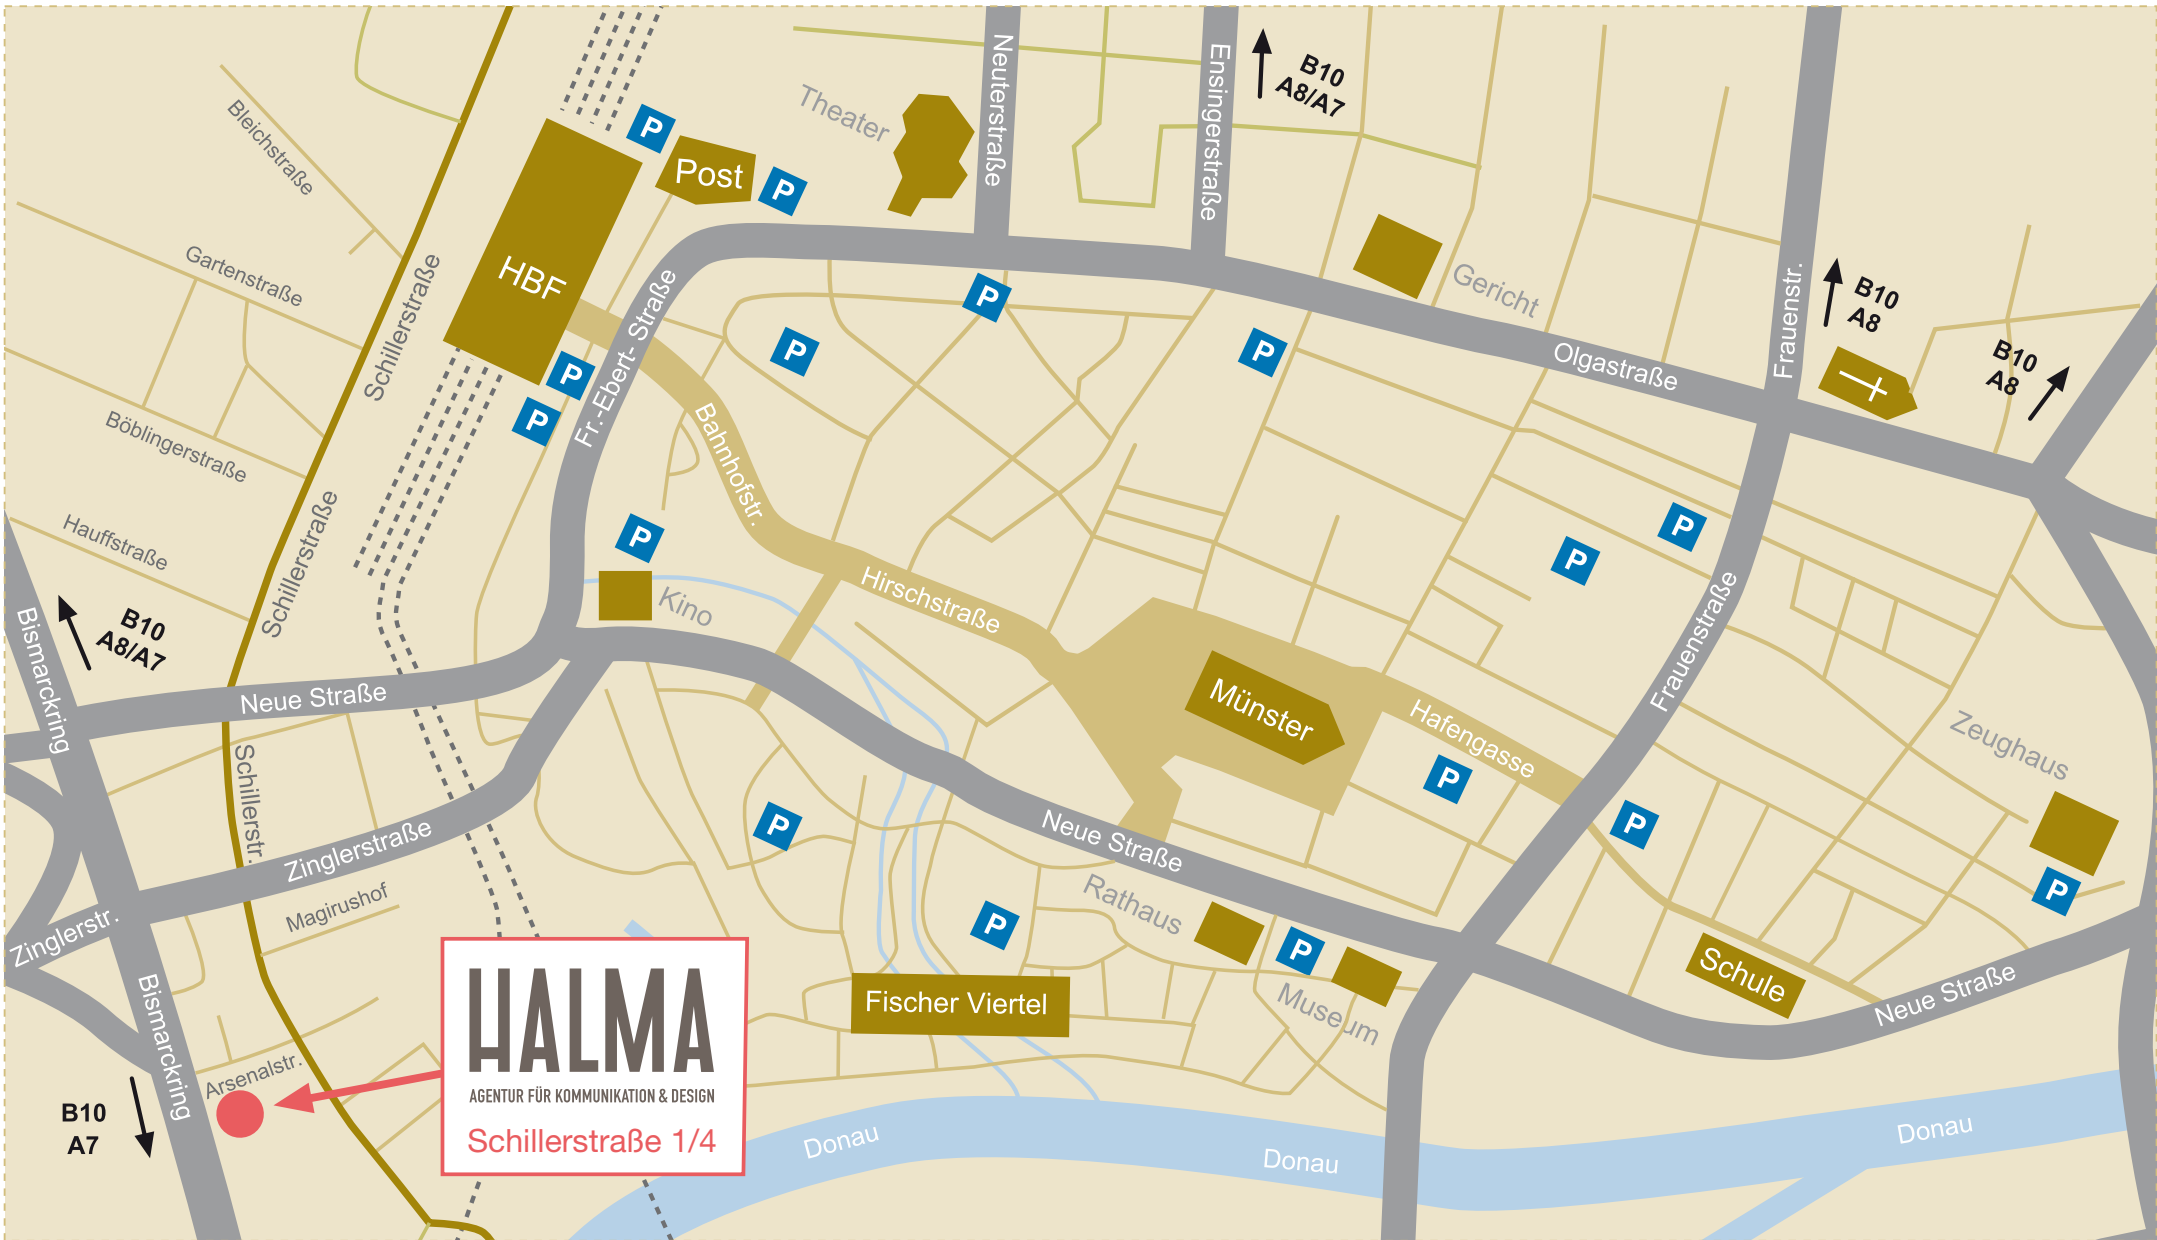 Neuterstraße
Ensingerstraße
B10
A8/A7
Theater
Bleichstraße
P
Post
P
Gartenstraße
Schillerstraße
HBF
Fr.-Ebert- Straße
P
P
P
P
P
Gericht
Olgastraße
Frauenstr.
B10
A8
B10
A8
Böblingerstraße
Bahnhofstr.
Hauffstraße
Schillerstraße
P
Kino
Hirschstraße
P
P
Frauenstraße
Bismarckring
B10
A8/A7
Neue Straße
Münster
Hafengasse
P
Zeughaus
Schillerstr.
Zinglerstraße
P
Neue Straße
P
P
Magirushof
Zinglerstr.
Rathaus
P
P
Museum
Schule
Neue Straße
Fischer Viertel
Bismarckring
Arsenalstr.
B10
A7
HALMA
AGENTUR FÜR KOMMUNIKATION & DESIGN
Schillerstraße 1/4
Donau
Donau
Donau